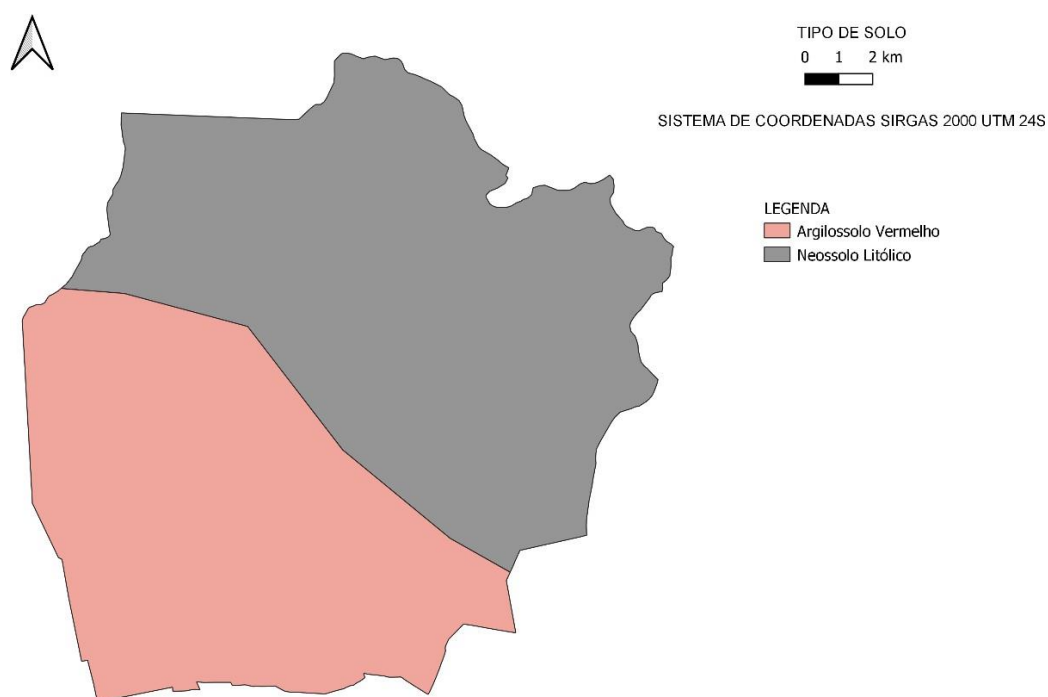 TIPO DE SOLO
0 1 2 km
SISTEMA DE COORDENADAS SIRGAS 2000 UTM 24S
LEGENDA
Argilossolo Vermelho
Neossolo Litólico